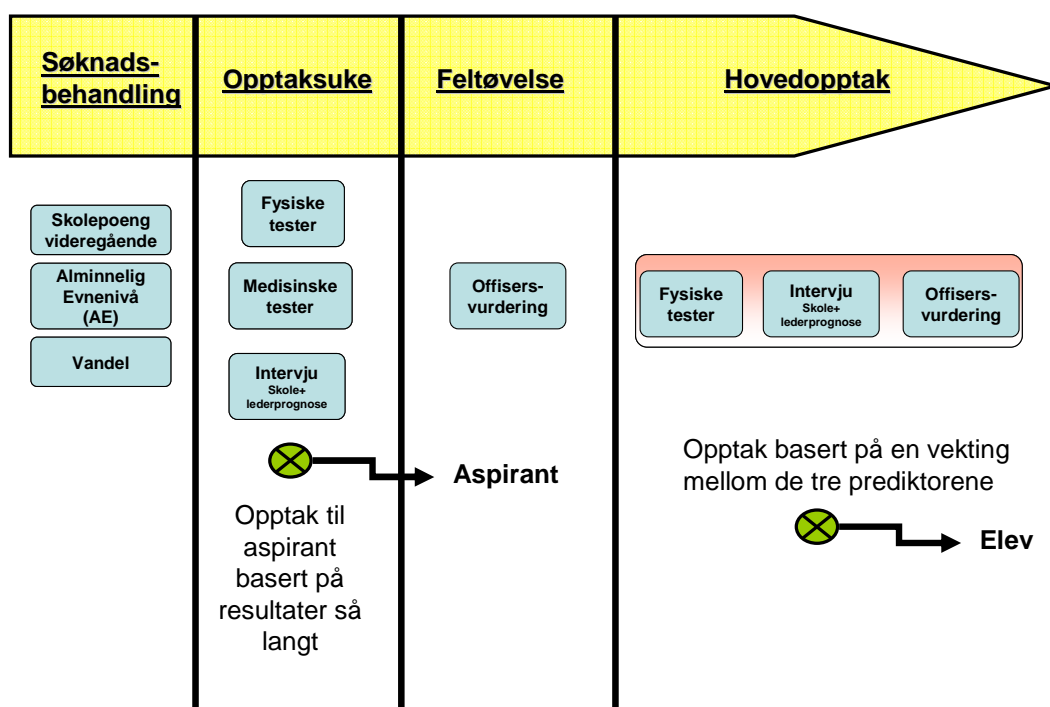 Søknads-
behandling
Opptaksuke
Feltøvelse
Hovedopptak
Skolepoeng
videregående
Alminnelig
Evnenivå
(AE)
Vandel
Fysiske
tester
Medisinske
tester
Intervju
Skole+
lederprognose
Aspirant
Opptak til
aspirant
basert på
resultater så
langt
Offisers-
vurdering
Fysiske
tester
Intervju
Skole+
lederprognose
Offisers-
vurdering
Opptak basert på en vekting
mellom de tre prediktorene
Elev